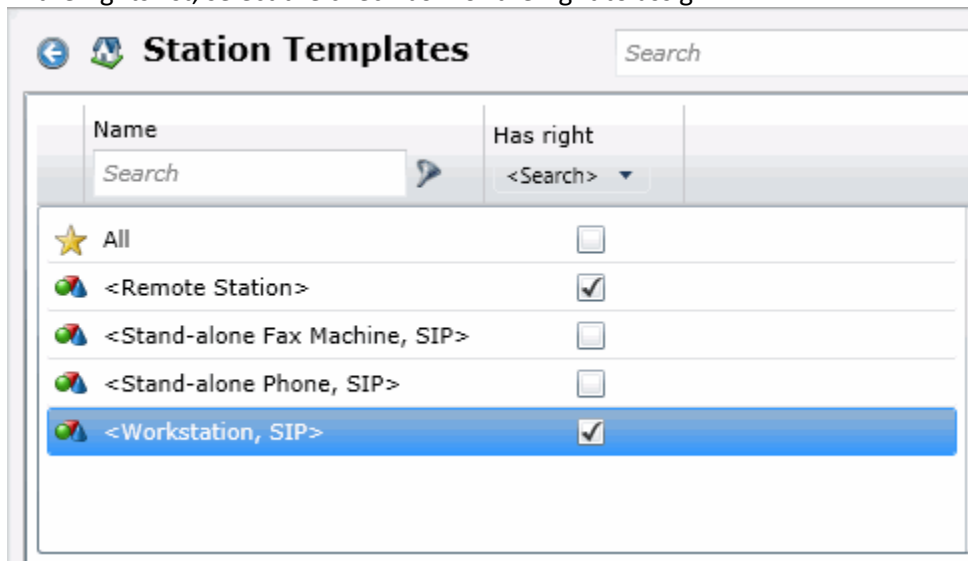 Station Templates
Search
Name
Has right
Search
<Search>
All
<Remote Station>
<Stand-alone Fax Machine, SIP>
<Stand-alone Phone, SIP>
<Workstation, SIP>